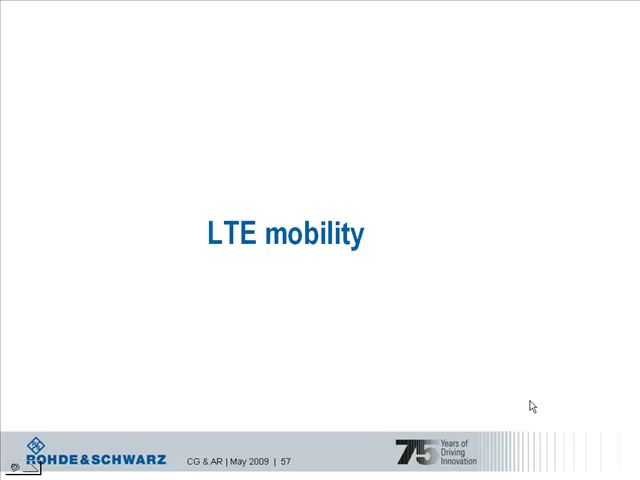 LTE mobility
ROHDE&SCHWARZ
CG & AR | May 2009 | 57
75 Years of
Driving
Innovation